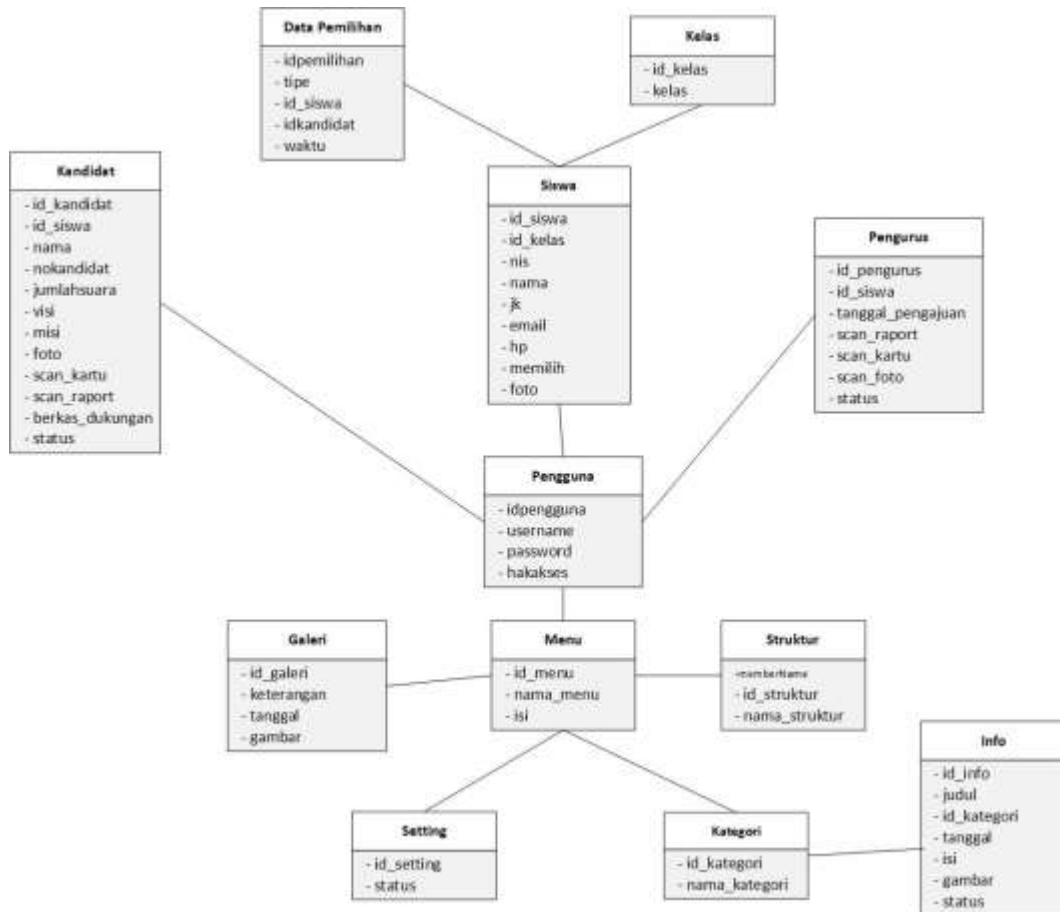 Data Pemilihan
- idpemilihan
- tipe
- id_siswa
- idkandidat
- waktu
Kelas
- id_kelas
- kelas
Kandidat
- id_kandidat
- id_siswa
- nama
- nokandidat
- jumlahsuara
- visi
- misi
- foto
- scan_kartu
- scan_raport
- berkas_dukungan
- status
Siswa
- id_siswa
- id_kelas
- nis
- nama
- jk
- email
- hp
- memilih
- foto
Pengurus
- id_pengurus
- id_siswa
- tanggal_pengajuan
- scan_raport
- scan_kartu
- scan_foto
- status
Pengguna
- idpengguna
- username
- password
- hakakses
Galeri
- id_galeri
- keterangan
- tanggal
- gambar
Menu
- id_menu
- nama_menu
- isi
Struktur
-memberName
- id_struktur
- nama_struktur
Info
- id_info
- judul
- id_kategori
- tanggal
- isi
- gambar
- status
Setting
- id_setting
- status
Kategori
- id_kategori
- nama_kategori